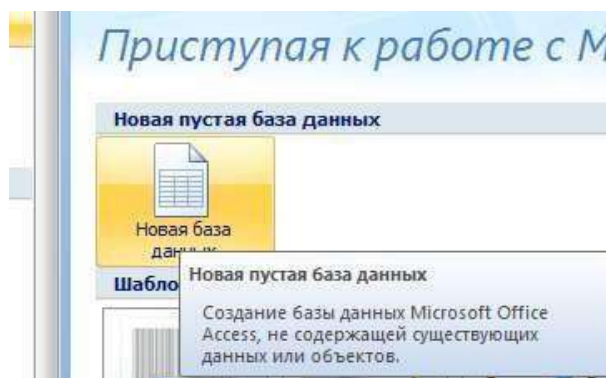 Приступая к работе с М
Новая пустая база данных
Новая база
данных
Шабло
Новая пустая база данных
Создание базы данных Microsoft Office
Access, не содержащей существующих
данных или объектов.